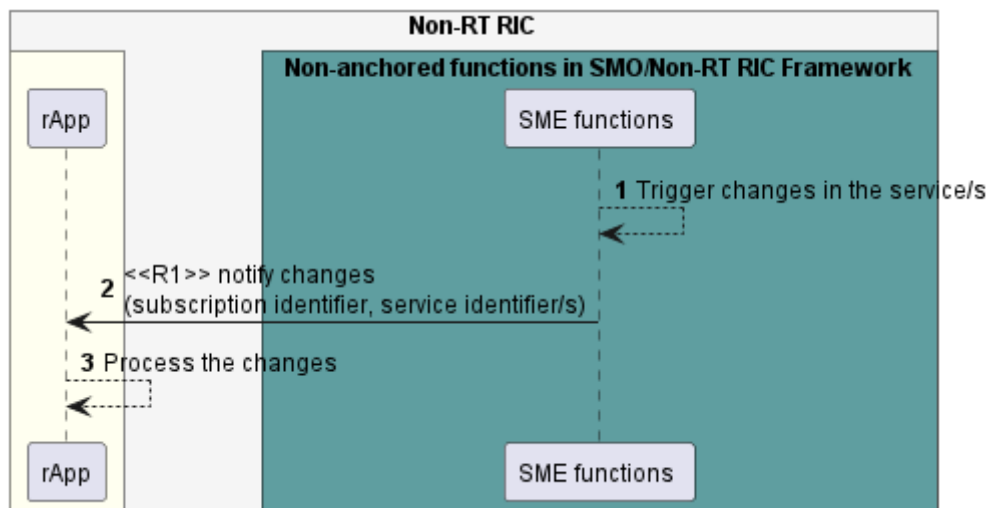 Non-RT RIC
Non-anchored functions in SMO/Non-RT RIC Framework
rApp
SME functions
1 Trigger changes in the service/s
2 <<R1>> notify changes
(subscription identifier, service identifier/s)
3 Process the changes
rApp
SME functions